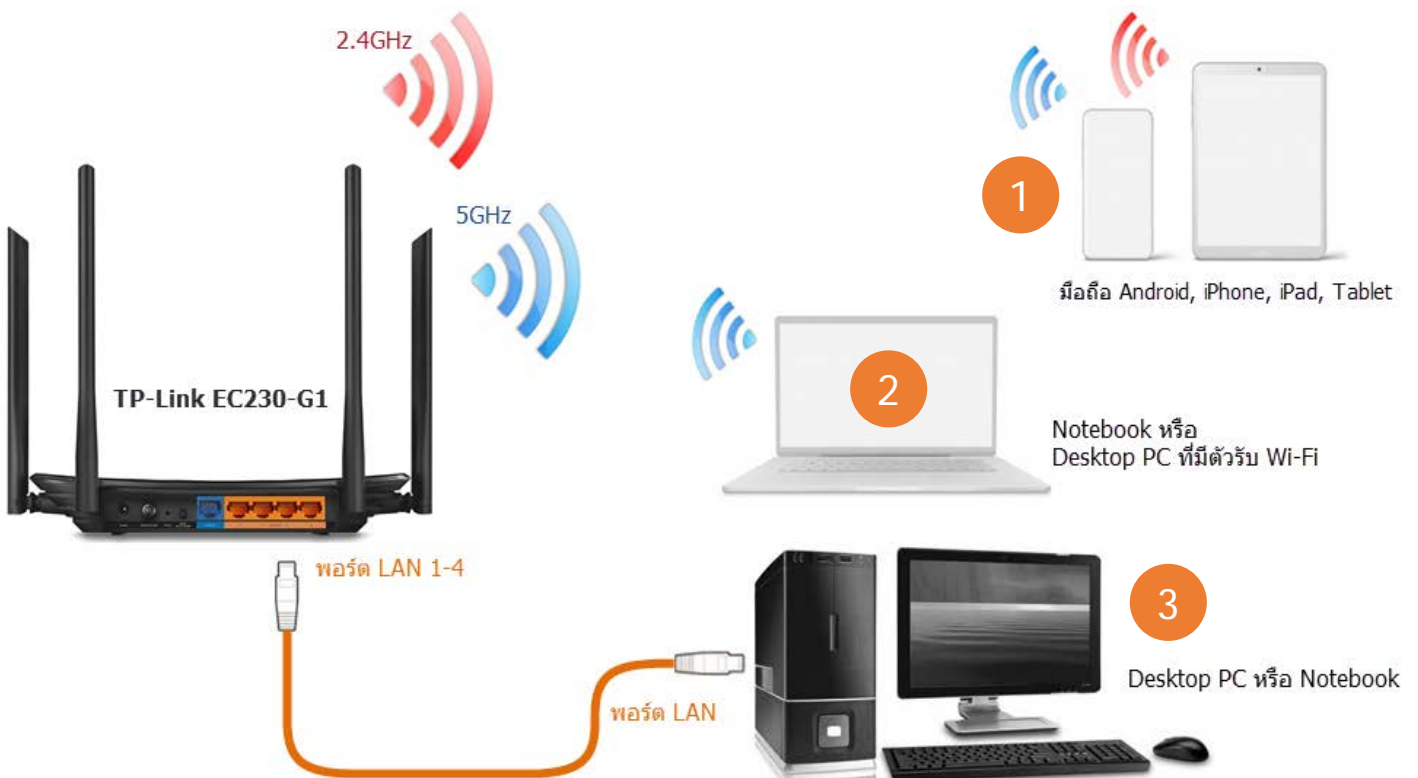 2.4GHz
5GHz
TP-Link EC230-G1
1
มือถือ Android, iPhone, iPad, Tablet
2
Notebook หรือ
Desktop PC ที่มีตัวรับ Wi-Fi
พอร์ต LAN 1-4
3
Desktop PC หรือ Notebook
พอร์ต LAN